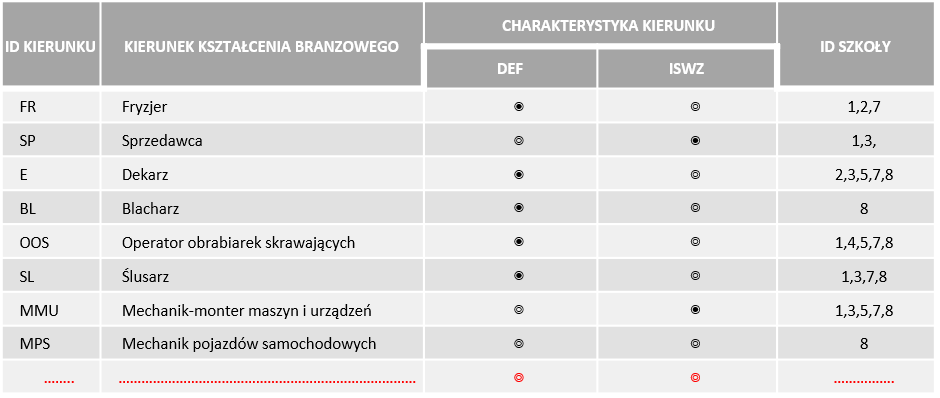 ID KIERUNKU KIERUNEK KSZTAŁCENIA BRANZOWEGO CHARAKTERYSTYKA KIERUNKU ID SZKOŁY
DEF ISWZ
FR Fryzjer ◉ ◎ 1,2,7
SP Sprzedawca ◎ ◉ 1,3,
E Dekarz ◉ ◎ 2,3,5,7,8
BL Blacharz ◉ ◎ 8
OOS Operator obrabiarek skrawających ◉ ◎ 1,4,5,7,8
SL Ślusarz ◉ ◎ 1,3,7,8
MMU Mechanik-monter maszyn i urządzeń ◎ ◉ 1,3,5,7,8
MPS Mechanik pojazdów samochodowych ◎ ◎ 8
........ ........................................................................... ◎ ◎ ...............